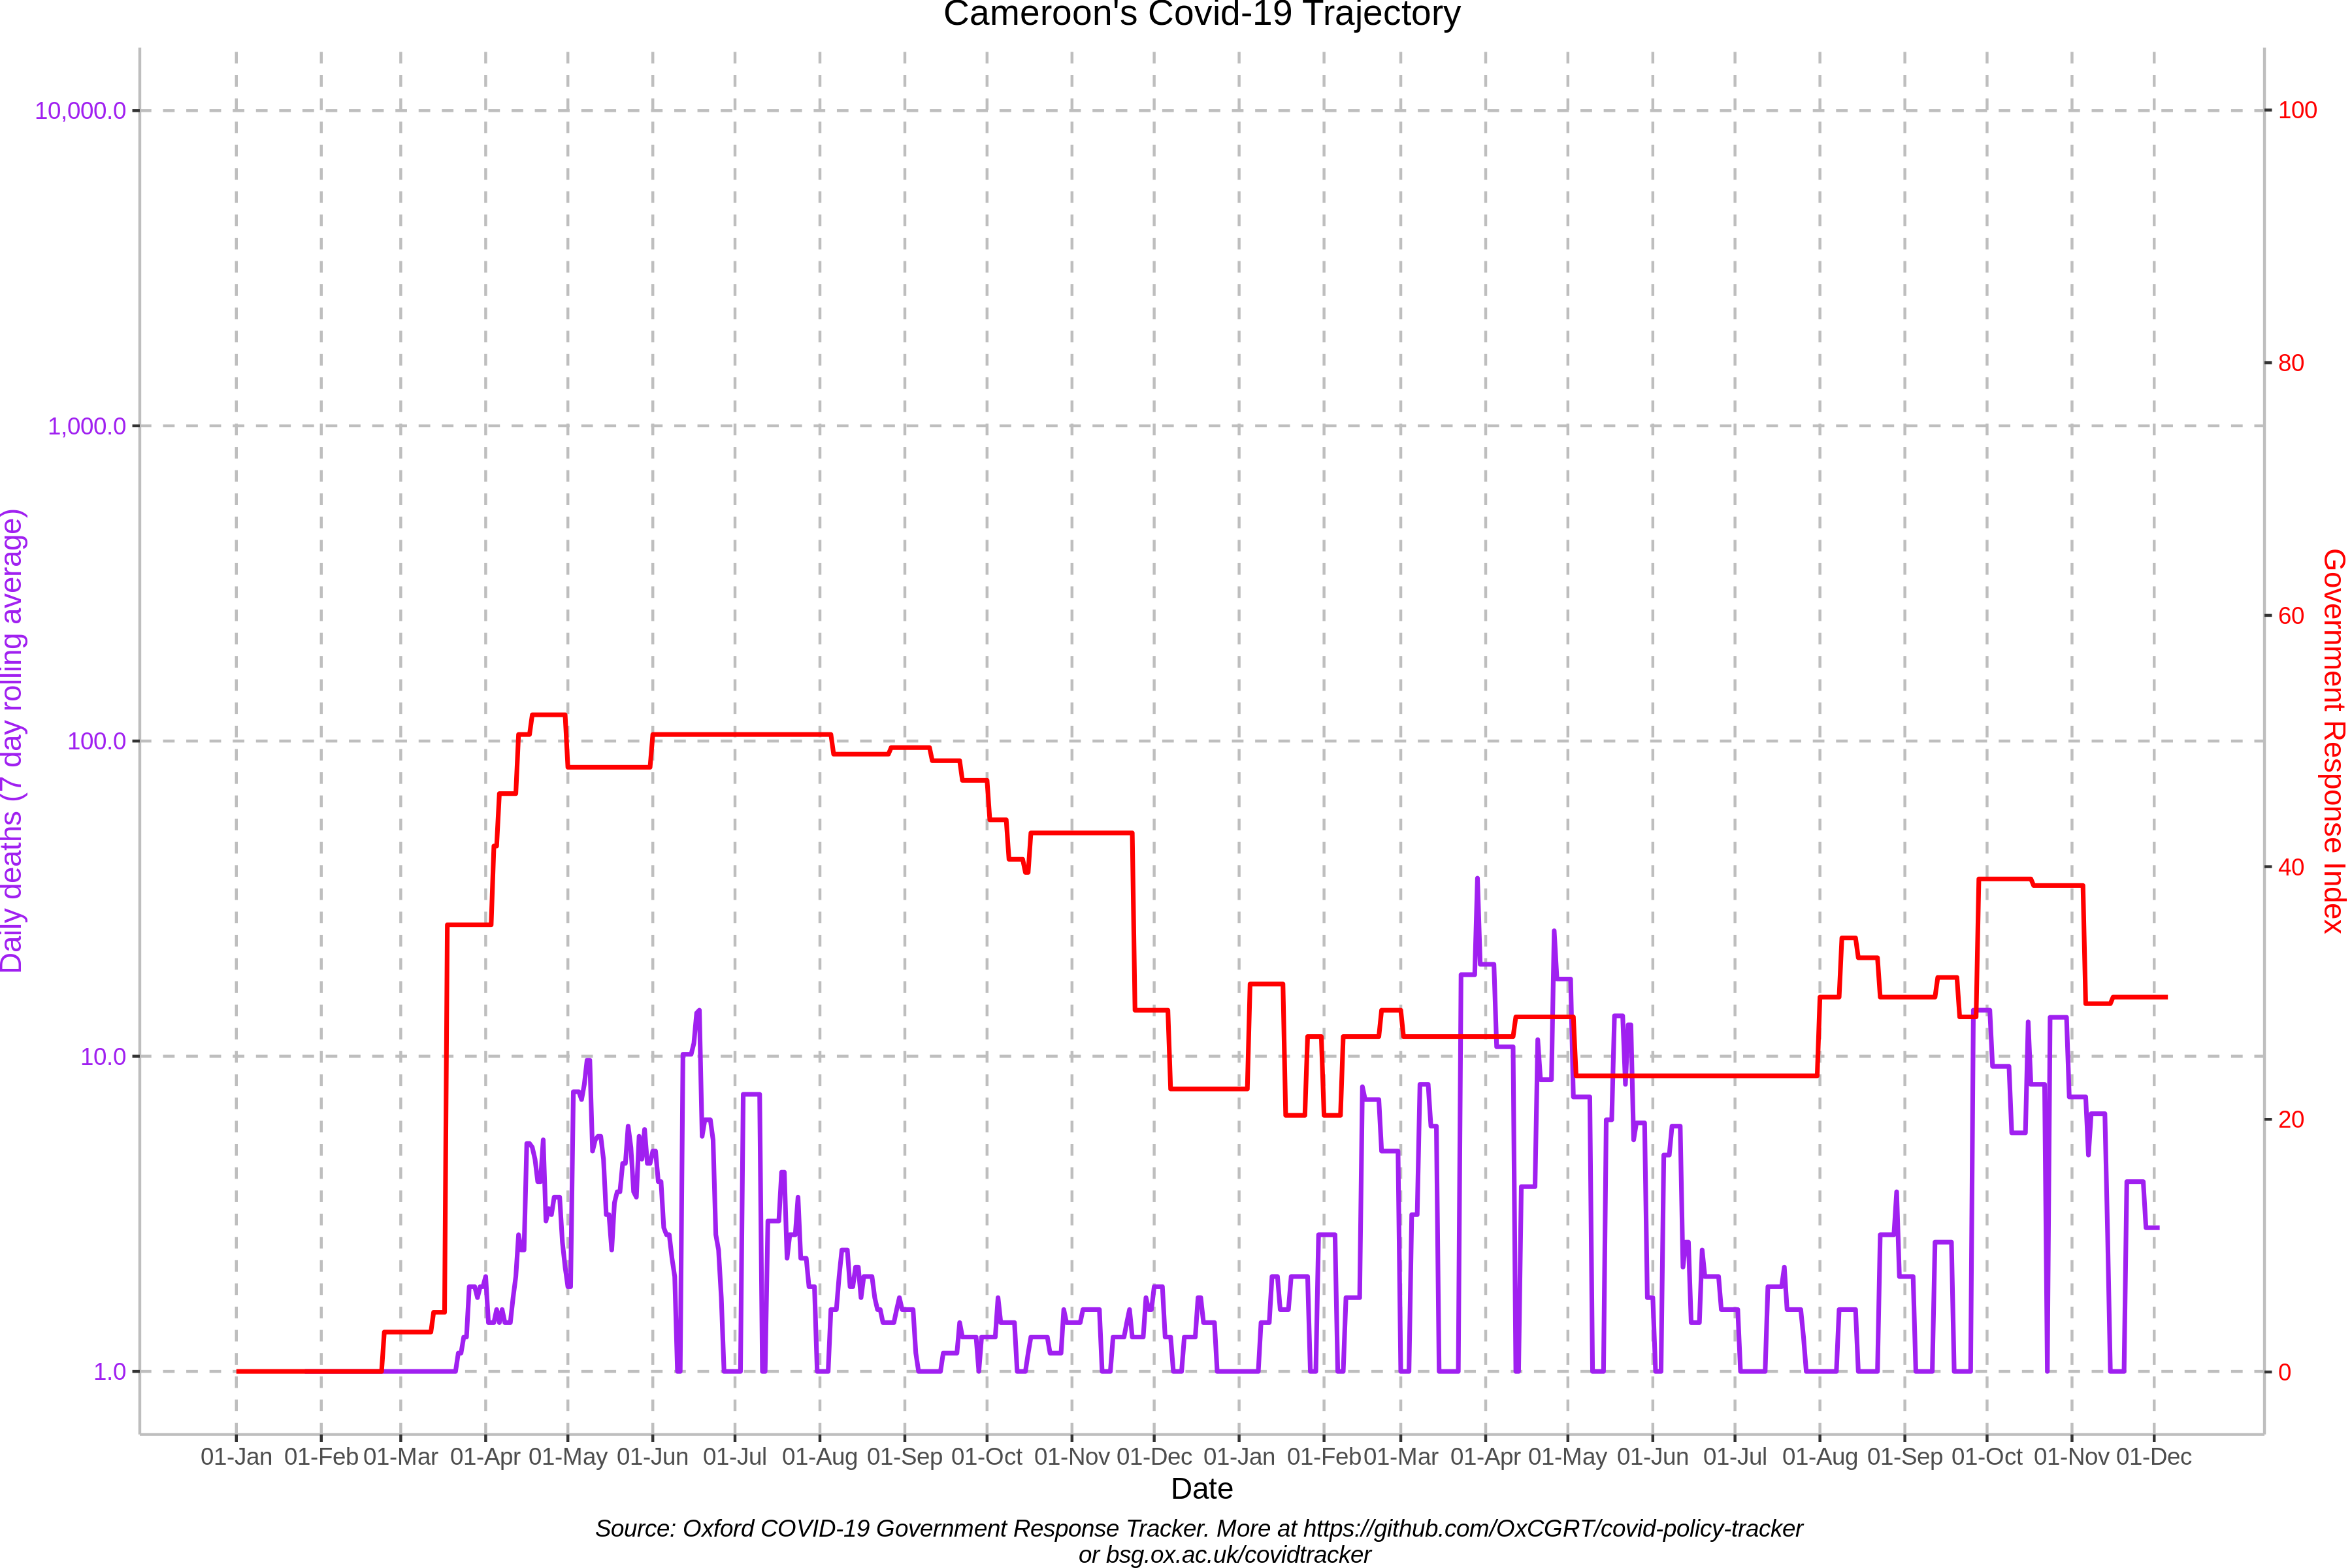 Cameroon's Covid-19 Trajectory
Daily deaths (7 day rolling average)
10,000.0
1,000.0
100.0
10.0
1.0
Government Response Index
100
80
60
40
20
0
01-Jan 01-Feb 01-Mar 01-Apr 01-May 01-Jun 01-Jul 01-Aug 01-Sep 01-Oct 01-Nov 01-Dec 01-Jan 01-Feb 01-Mar 01-Apr 01-May 01-Jun 01-Jul 01-Aug 01-Sep 01-Oct 01-Nov 01-Dec
Date
Source: Oxford COVID-19 Government Response Tracker. More at https://github.com/OxCGRT/covid-policy-tracker
or bsg.ox.ac.uk/covidtracker